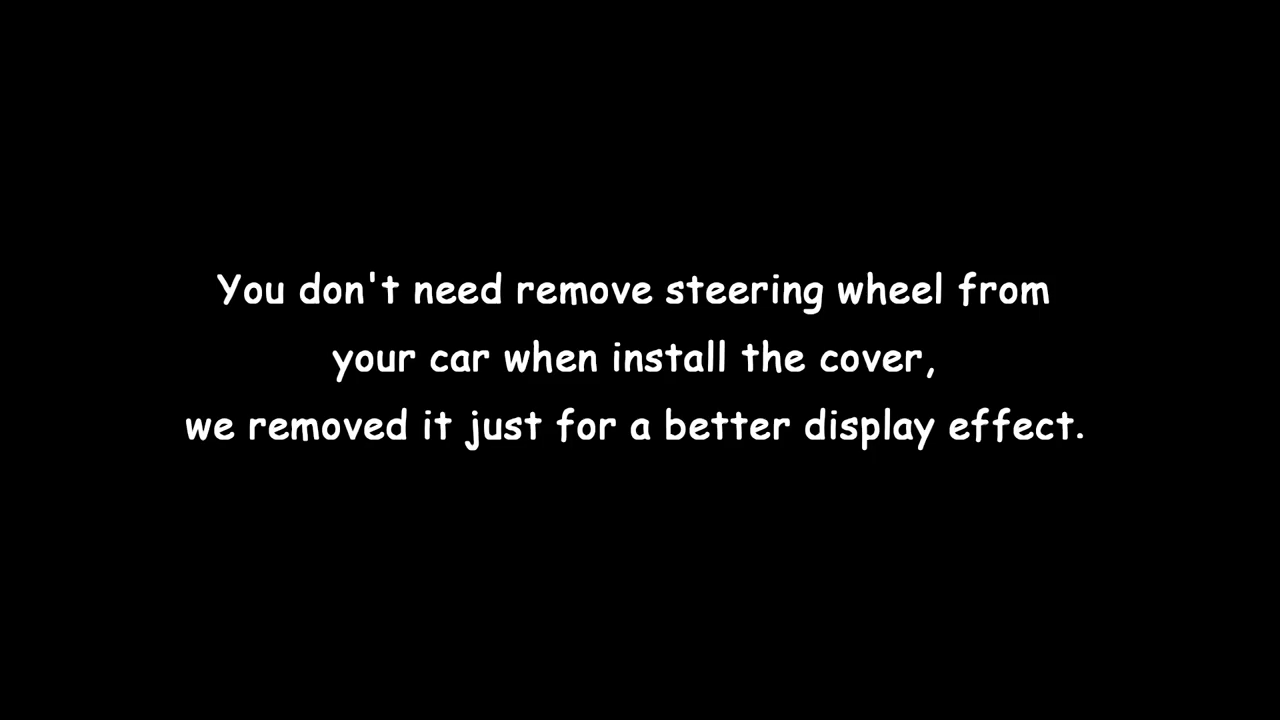 You don't need remove steering wheel from
your car when install the cover,
we removed it just for a better display effect.